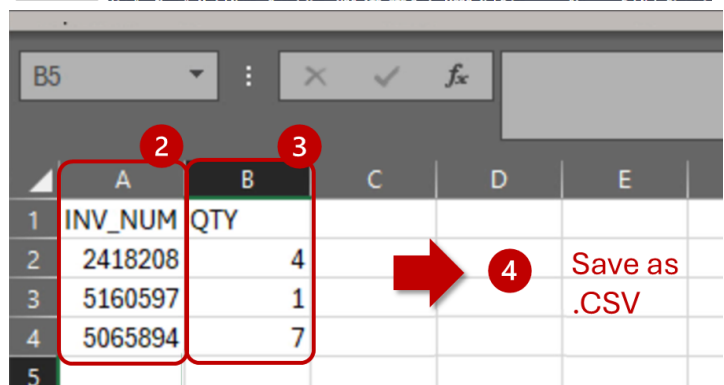 B5
fx
2
3
A B C D E
1 INV_NUM QTY
2 2418208 4
3 5160597 1
4 5065894 7
5
4
Save as
.CSV